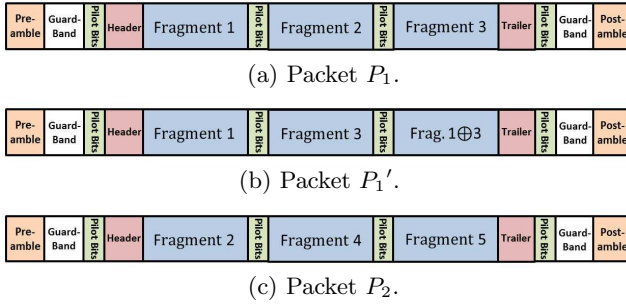 Pre-amble Guard-Band Pilot Bits Header Fragment 1 Pilot Bits Fragment 2 Pilot Bits Fragment 3 Trailer Pilot Bits Guard-Band Post-amble
(a) Packet P₁.
Pre-amble Guard-Band Pilot Bits Header Fragment 1 Pilot Bits Fragment 3 Pilot Bits Frag. 1⊕3 Trailer Pilot Bits Guard-Band Post-amble
(b) Packet P₁'.
Pre-amble Guard-Band Pilot Bits Header Fragment 2 Pilot Bits Fragment 4 Pilot Bits Fragment 5 Trailer Pilot Bits Guard-Band Post-amble
(c) Packet P₂.